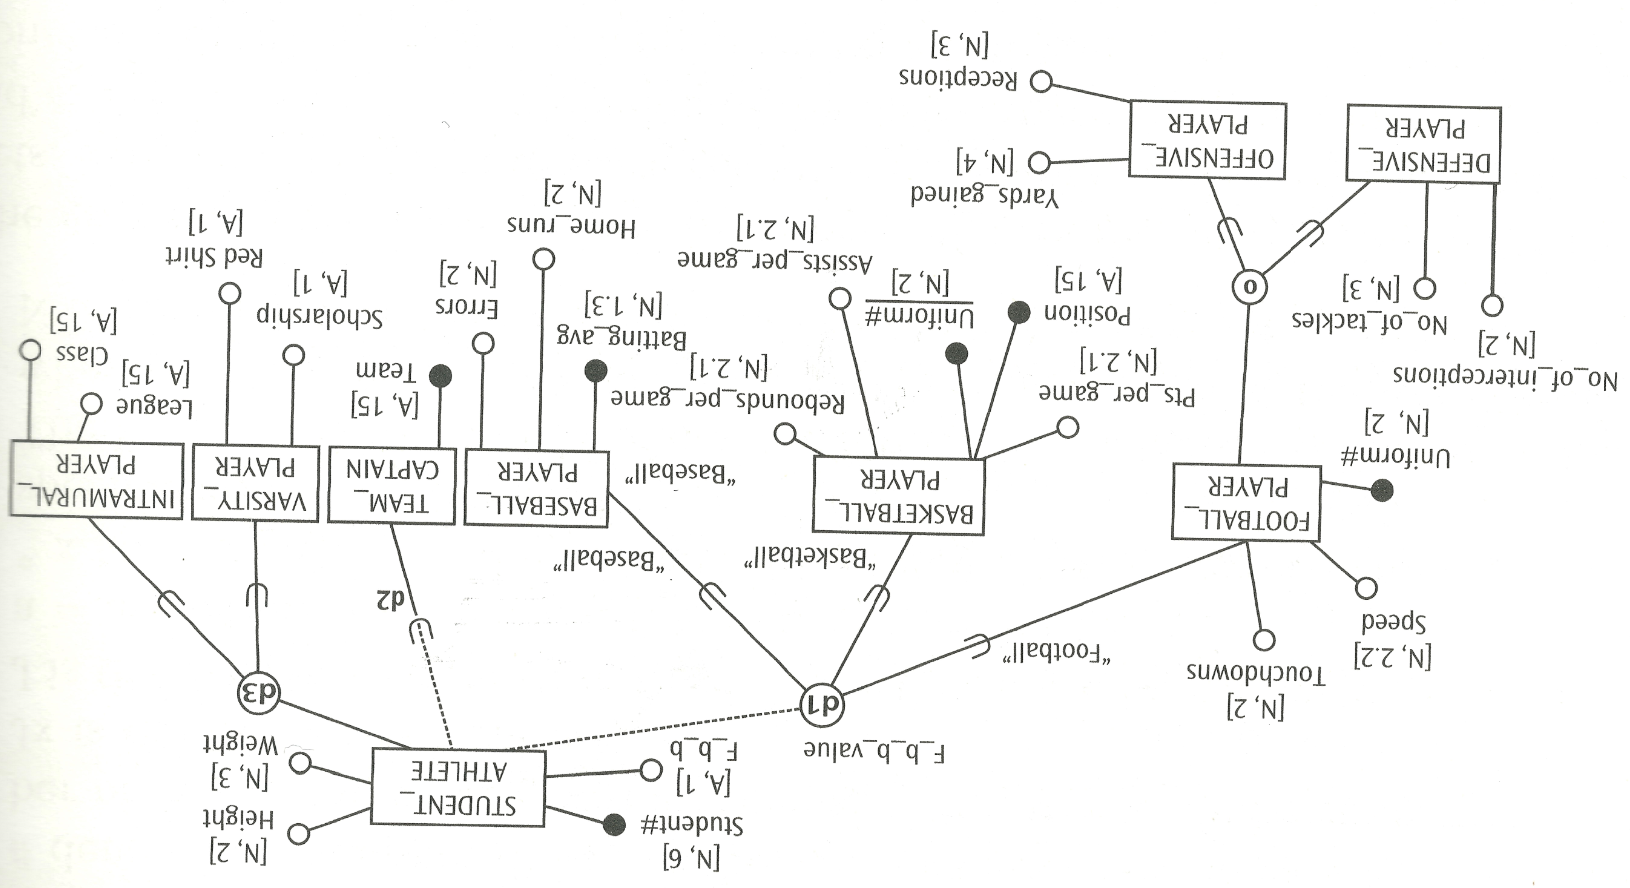 [N, 6]
Student#
[N, 2]
Height
STUDENT_
ATHLETE
[A, 1]
F_b_b
[N, 3]
Weight
F_b_b_value
d1
d3
[N, 2]
Touchdowns
[N, 2.2]
Speed
"Football"
d2
"Basketball"
"Baseball"
FOOTBALL_
PLAYER
BASKETBALL_
PLAYER
BASEBALL_
PLAYER
TEAM_
CAPTAIN
VARSITY_
PLAYER
INTRAMURAL_
PLAYER
"Baseball"
Uniform#
[N, 2]
Pts_per_game
[N, 2.1]
Position
[A, 15]
Uniform#
[N, 2]
Rebounds_per_game
[N, 2.1]
Assists_per_game
[N, 2.1]
Batting_avg
[N, 1.3]
Home_runs
[N, 2]
Errors
[N, 2]
[A, 15]
Team
Scholarship
[A, 1]
Red Shirt
[A, 1]
League
[A, 15]
Class
[A, 15]
o
No_of_interceptions
[N, 2]
No_of_tackles
[N, 3]
DEFENSIVE_
PLAYER
OFFENSIVE_
PLAYER
Yards_gained
[N, 4]
Receptions
[N, 3]